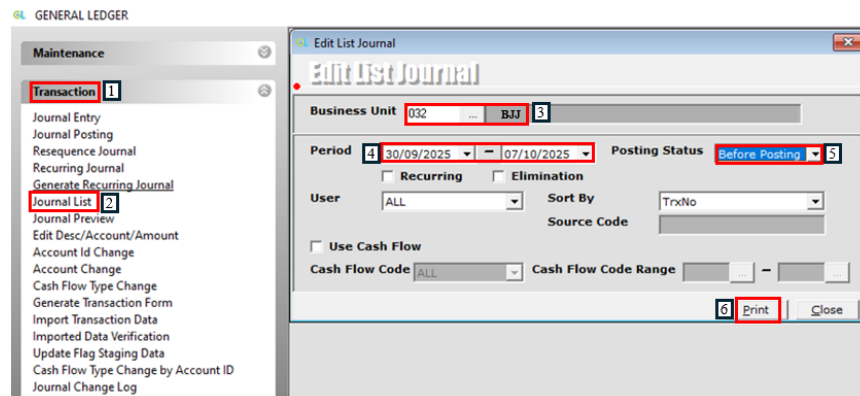 GL GENERAL LEDGER
Maintenance
Transaction 1
Journal Entry
Journal Posting
Resequence Journal
Recurring Journal
Generate Recurring Journal
Journal List 2
Journal Preview
Edit Desc/Account/Amount
Account Id Change
Account Change
Cash Flow Type Change
Generate Transaction Form
Import Transaction Data
Imported Data Verification
Update Flag Staging Data
Cash Flow Type Change by Account ID
Journal Change Log
GL Edit List Journal
Edit List Journal
Business Unit 032 ... BJJ 3
Period 4 30/09/2025 – 07/10/2025 Posting Status Before Posting 5
Recurring Elimination
User ALL Sort By TrxNo
Source Code
Use Cash Flow
Cash Flow Code ALL Cash Flow Code Range ... – ...
6 Print Close